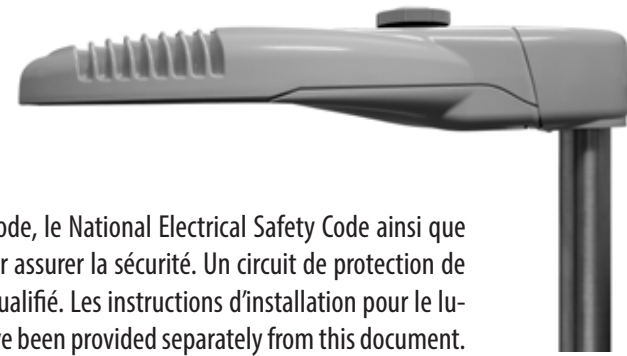 ode, le National Electrical Safety Code ainsi que
r assurer la sécurité. Un circuit de protection de
ualifié. Les instructions d'installation pour le lu-
ve been provided separately from this document.